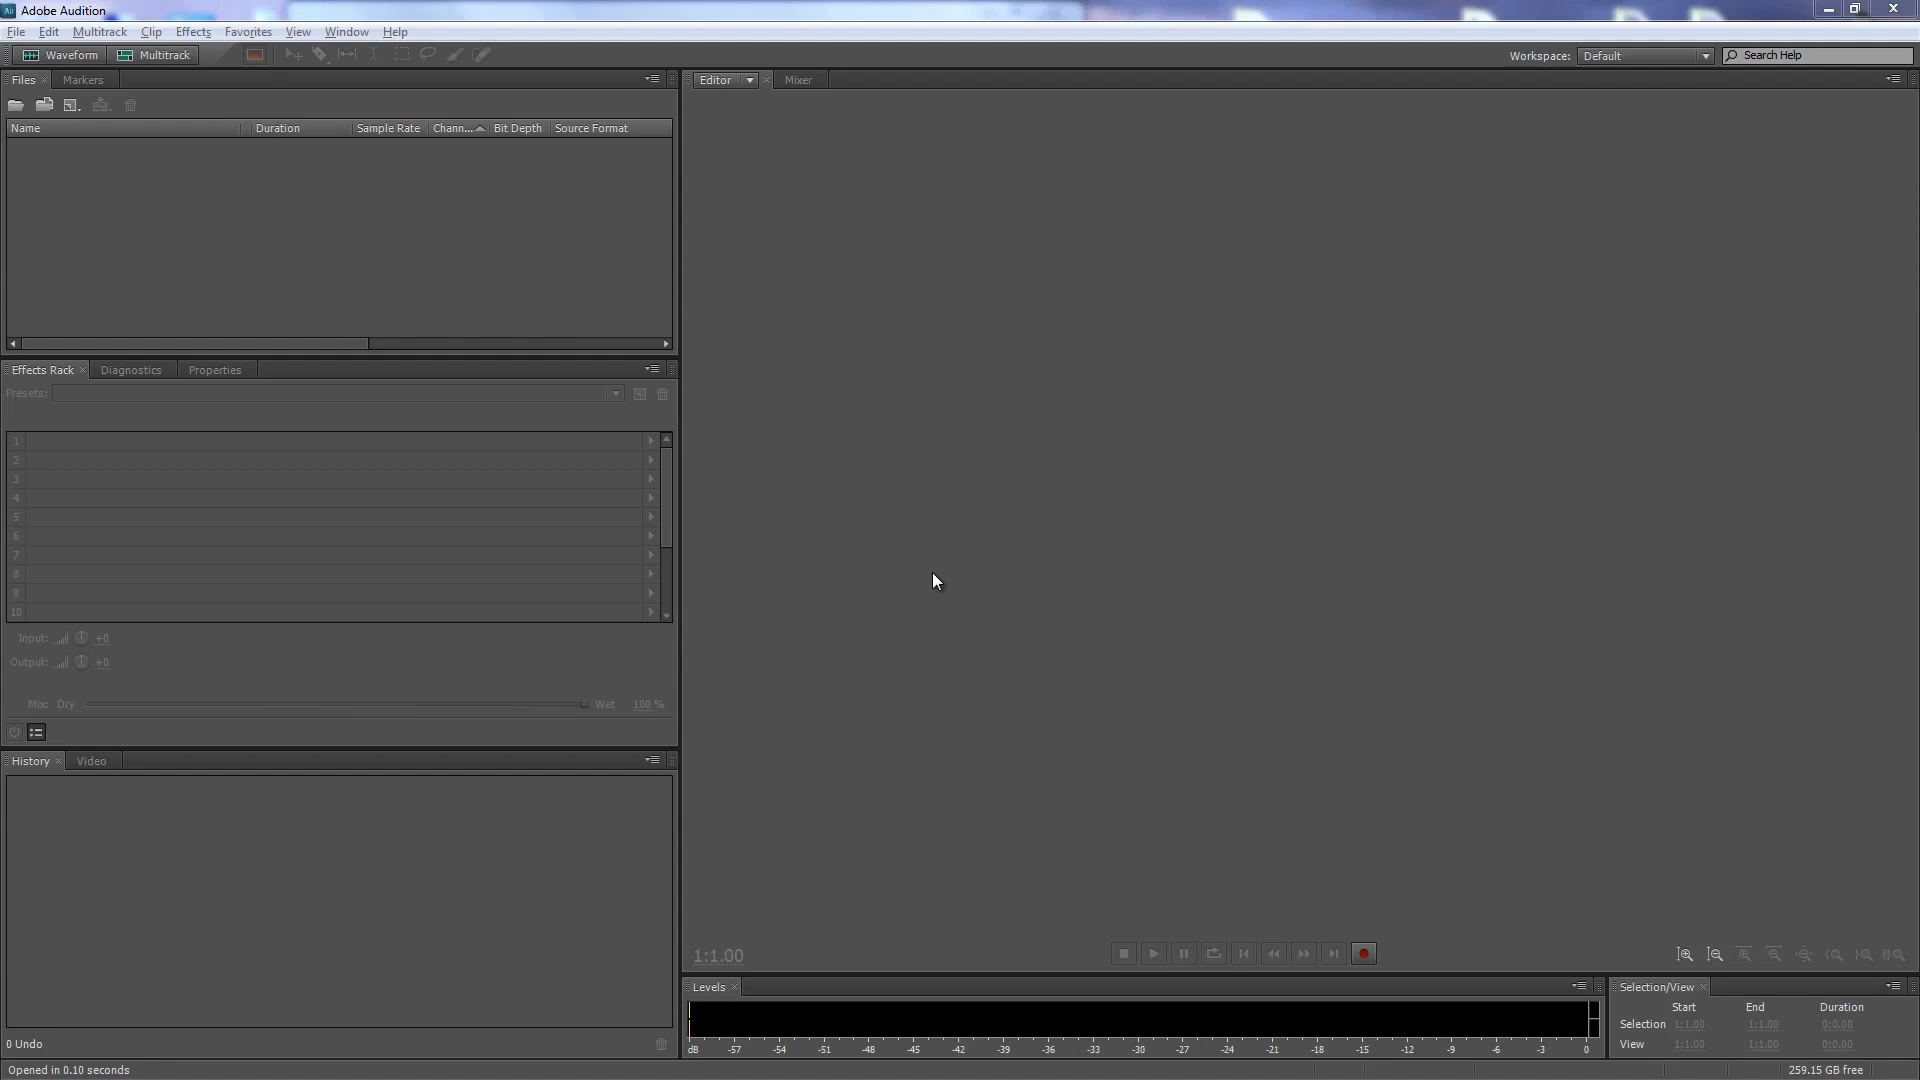 Au Adobe Audition
File Edit Multitrack Clip Effects Favorites View Window Help
Waveform Multitrack
Workspace: Default Search Help
Files Markers
Name Duration Sample Rate Chann... Bit Depth Source Format
Effects Rack Diagnostics Properties
Presets:
1
2
3
4
5
6
7
8
9
10
Input: +0
Output: +0
Mix: Dry Wet 100 %
History Video
0 Undo
Opened in 0.10 seconds
Editor Mixer
1:1.00
Levels
dB -57 -54 -51 -48 -45 -42 -39 -36 -33 -30 -27 -24 -21 -18 -15 -12 -9 -6 -3 0
Selection/View
Start End Duration
Selection 1:1.00 1:1.00 0:0.00
View 1:1.00 1:1.00 0:0.00
259.15 GB free